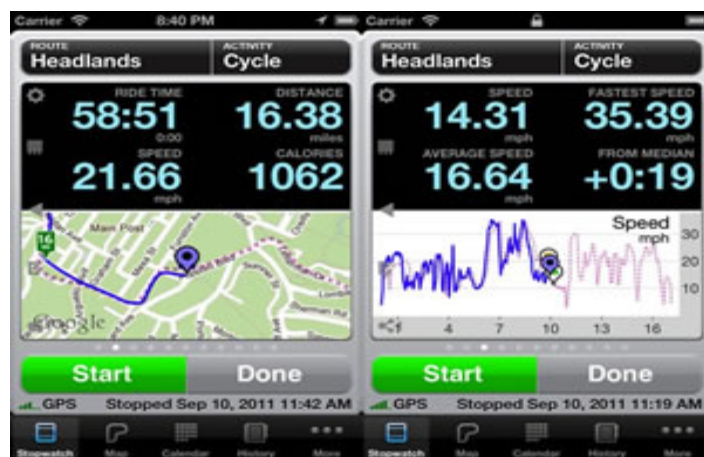 Carrier 8:40 PM
ROUTE
Headlands
ACTIVITY
Cycle
RIDE TIME
58:51
0:00
DISTANCE
16.38
miles
SPEED
21.66
mph
CALORIES
1062
Main Post
16
Google
Start
Done
GPS Stopped Sep 10, 2011 11:42 AM
Stopwatch
Map
Calendar
History
More
Carrier
ROUTE
Headlands
ACTIVITY
Cycle
SPEED
14.31
mph
FASTEST SPEED
35.39
mph
AVERAGE SPEED
16.64
mph
FROM MEDIAN
+0:19
Speed
mph
30
20
10
1 4 7 10 13 16
Start
Done
GPS Stopped Sep 10, 2011 11:19 AM
Stopwatch
Map
Calendar
History
More